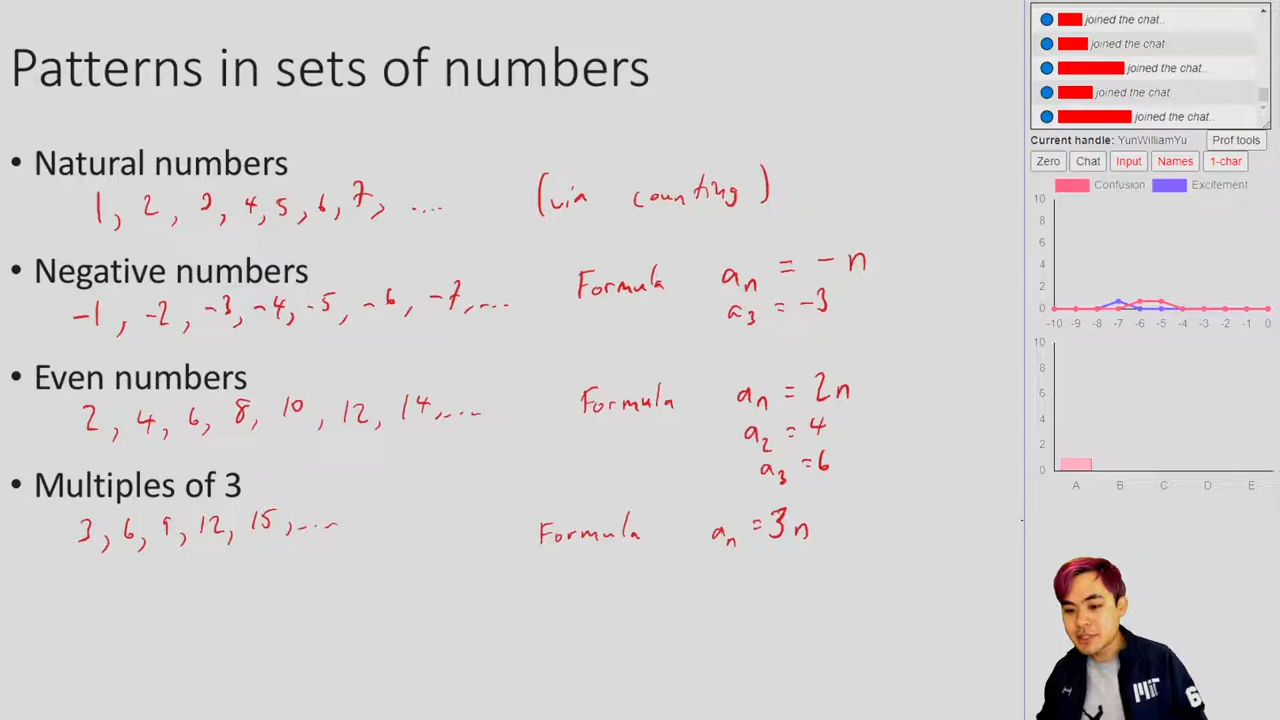 Patterns in sets of numbers
• Natural numbers
1, 2, 3, 4, 5, 6, 7, .... (via counting)
• Negative numbers
-1, -2, -3, -4, -5, -6, -7, ... Formula aₙ = -n
a₃ = -3
• Even numbers
2, 4, 6, 8, 10, 12, 14, ... Formula aₙ = 2n
a₂ = 4
a₃ = 6
• Multiples of 3
3, 6, 9, 12, 15, ... Formula aₙ = 3n
joined the chat..
joined the chat
joined the chat..
joined the chat
joined the chat..
Current handle: YunWilliamYu Prof tools
Zero Chat Input Names 1-char
Confusion Excitement
10
8
6
4
2
0
-10 -9 -8 -7 -6 -5 -4 -3 -2 -1 0
10
8
6
4
2
0
A B C D E
MIT 6